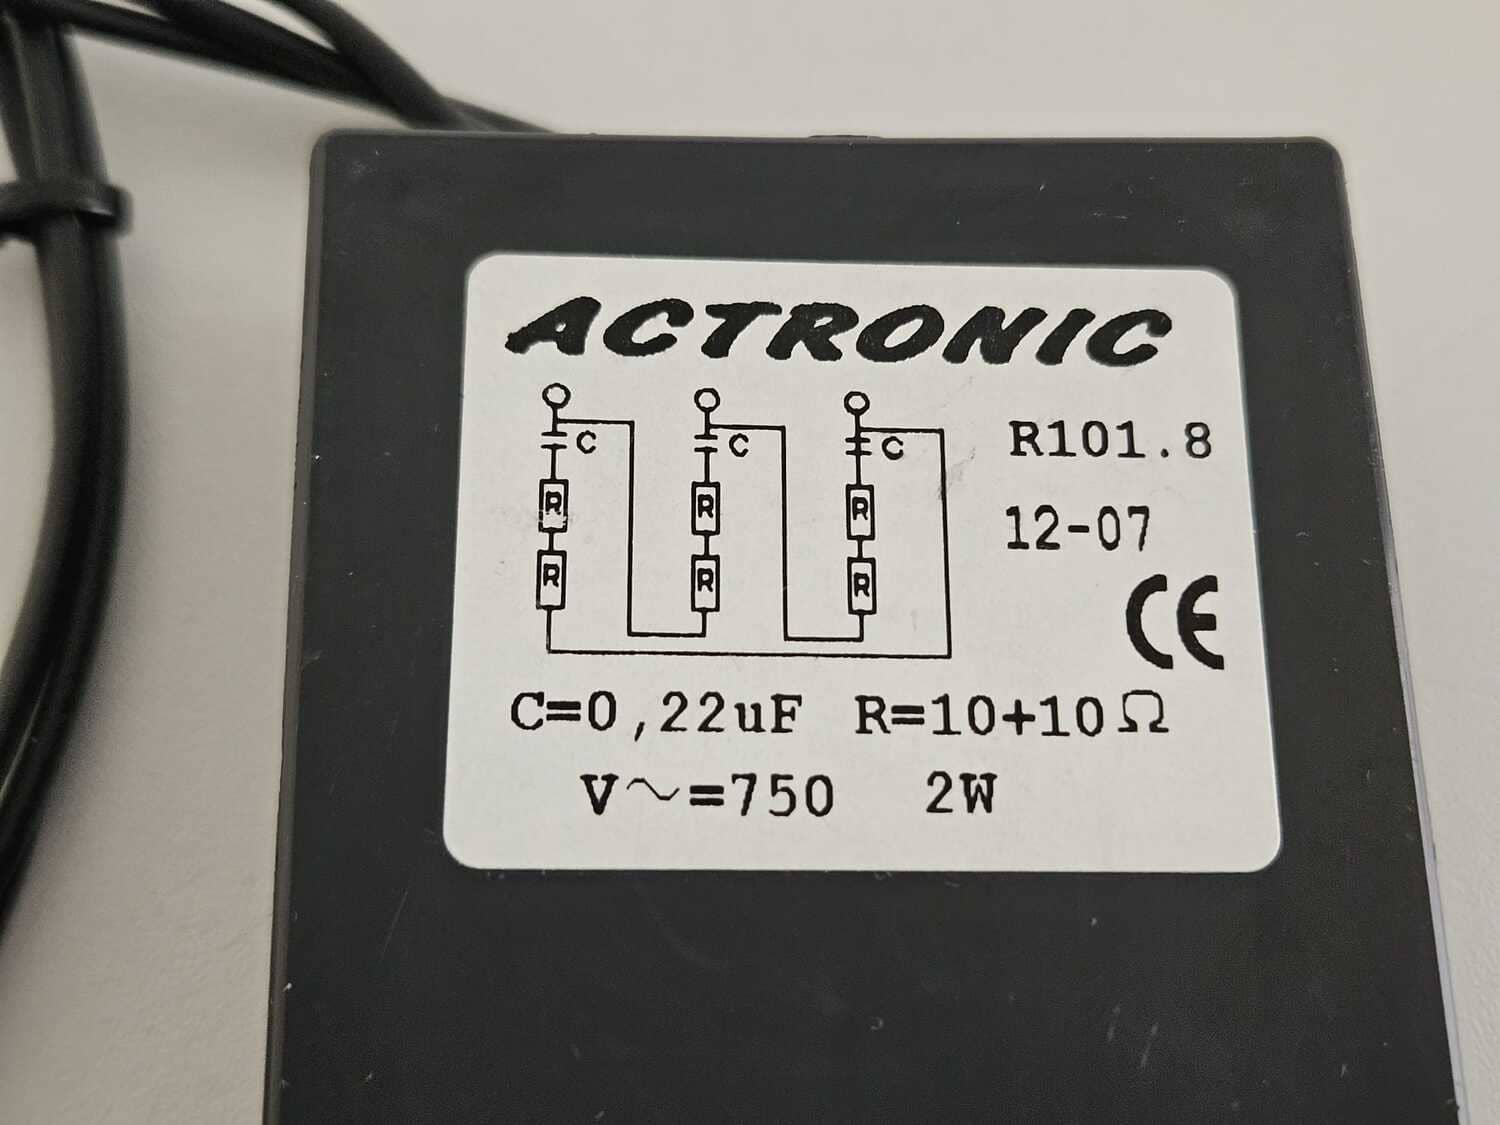 ACTRONIC
C C C
R101.8
R R R
12-07
R R R
CE
C=0,22uF R=10+10Ω
V~=750 2W